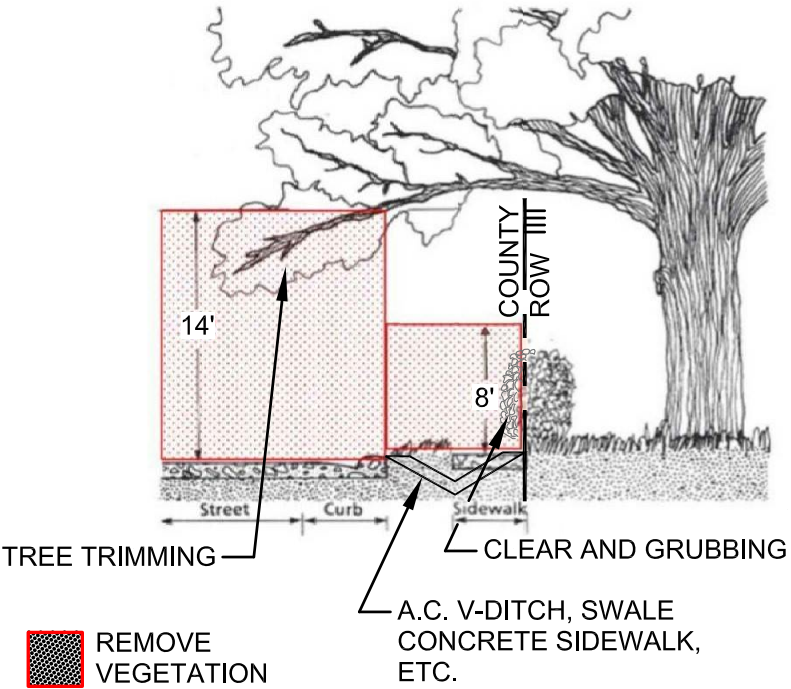 COUNTY
ROW
14'
8'
Street
Curb
Sidewalk
TREE TRIMMING
CLEAR AND GRUBBING
A.C. V-DITCH, SWALE
CONCRETE SIDEWALK,
ETC.
REMOVE
VEGETATION